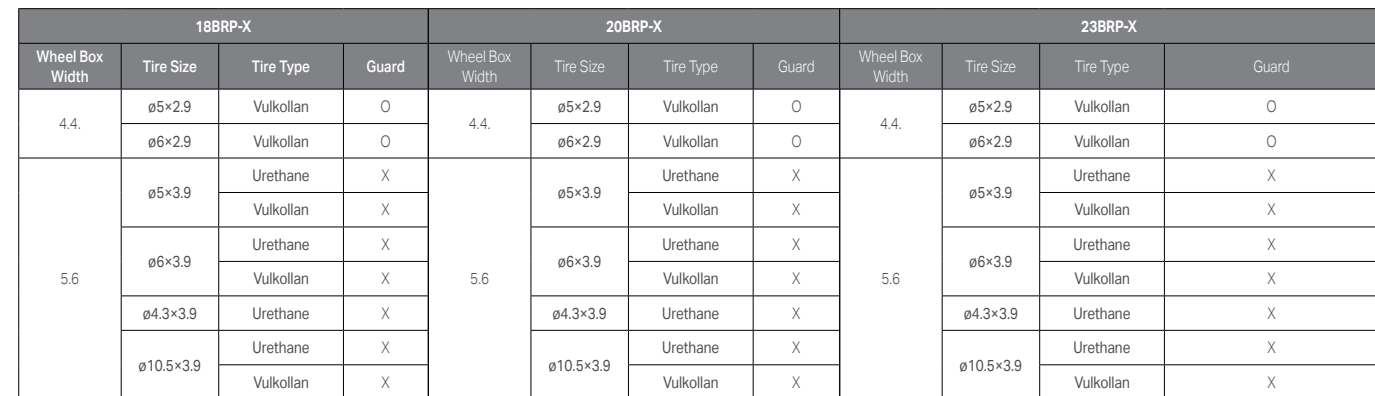 18BRP-X 20BRP-X 23BRP-X
Wheel Box Width Tire Size Tire Type Guard Wheel Box Width Tire Size Tire Type Guard Wheel Box Width Tire Size Tire Type Guard
4.4. ø5×2.9 Vulkollan O 4.4. ø5×2.9 Vulkollan O 4.4. ø5×2.9 Vulkollan O
ø6×2.9 Vulkollan O ø6×2.9 Vulkollan O ø6×2.9 Vulkollan O
5.6 ø5×3.9 Urethane X 5.6 ø5×3.9 Urethane X 5.6 ø5×3.9 Urethane X
Vulkollan X Vulkollan X Vulkollan X
ø6×3.9 Urethane X ø6×3.9 Urethane X ø6×3.9 Urethane X
Vulkollan X Vulkollan X Vulkollan X
ø4.3×3.9 Urethane X ø4.3×3.9 Urethane X ø4.3×3.9 Urethane X
ø10.5×3.9 Urethane X ø10.5×3.9 Urethane X ø10.5×3.9 Urethane X
Vulkollan X Vulkollan X Vulkollan X